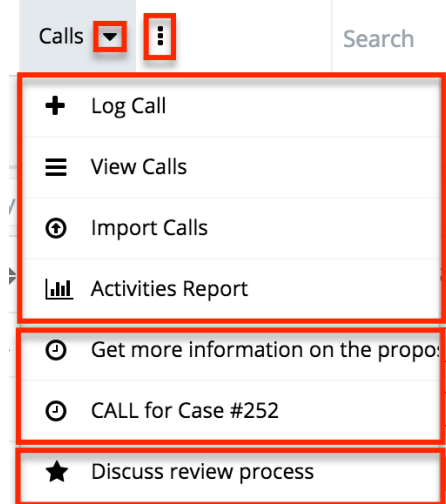 Calls Search
Log Call
View Calls
Import Calls
Activities Report
Get more information on the propo
CALL for Case #252
Discuss review process